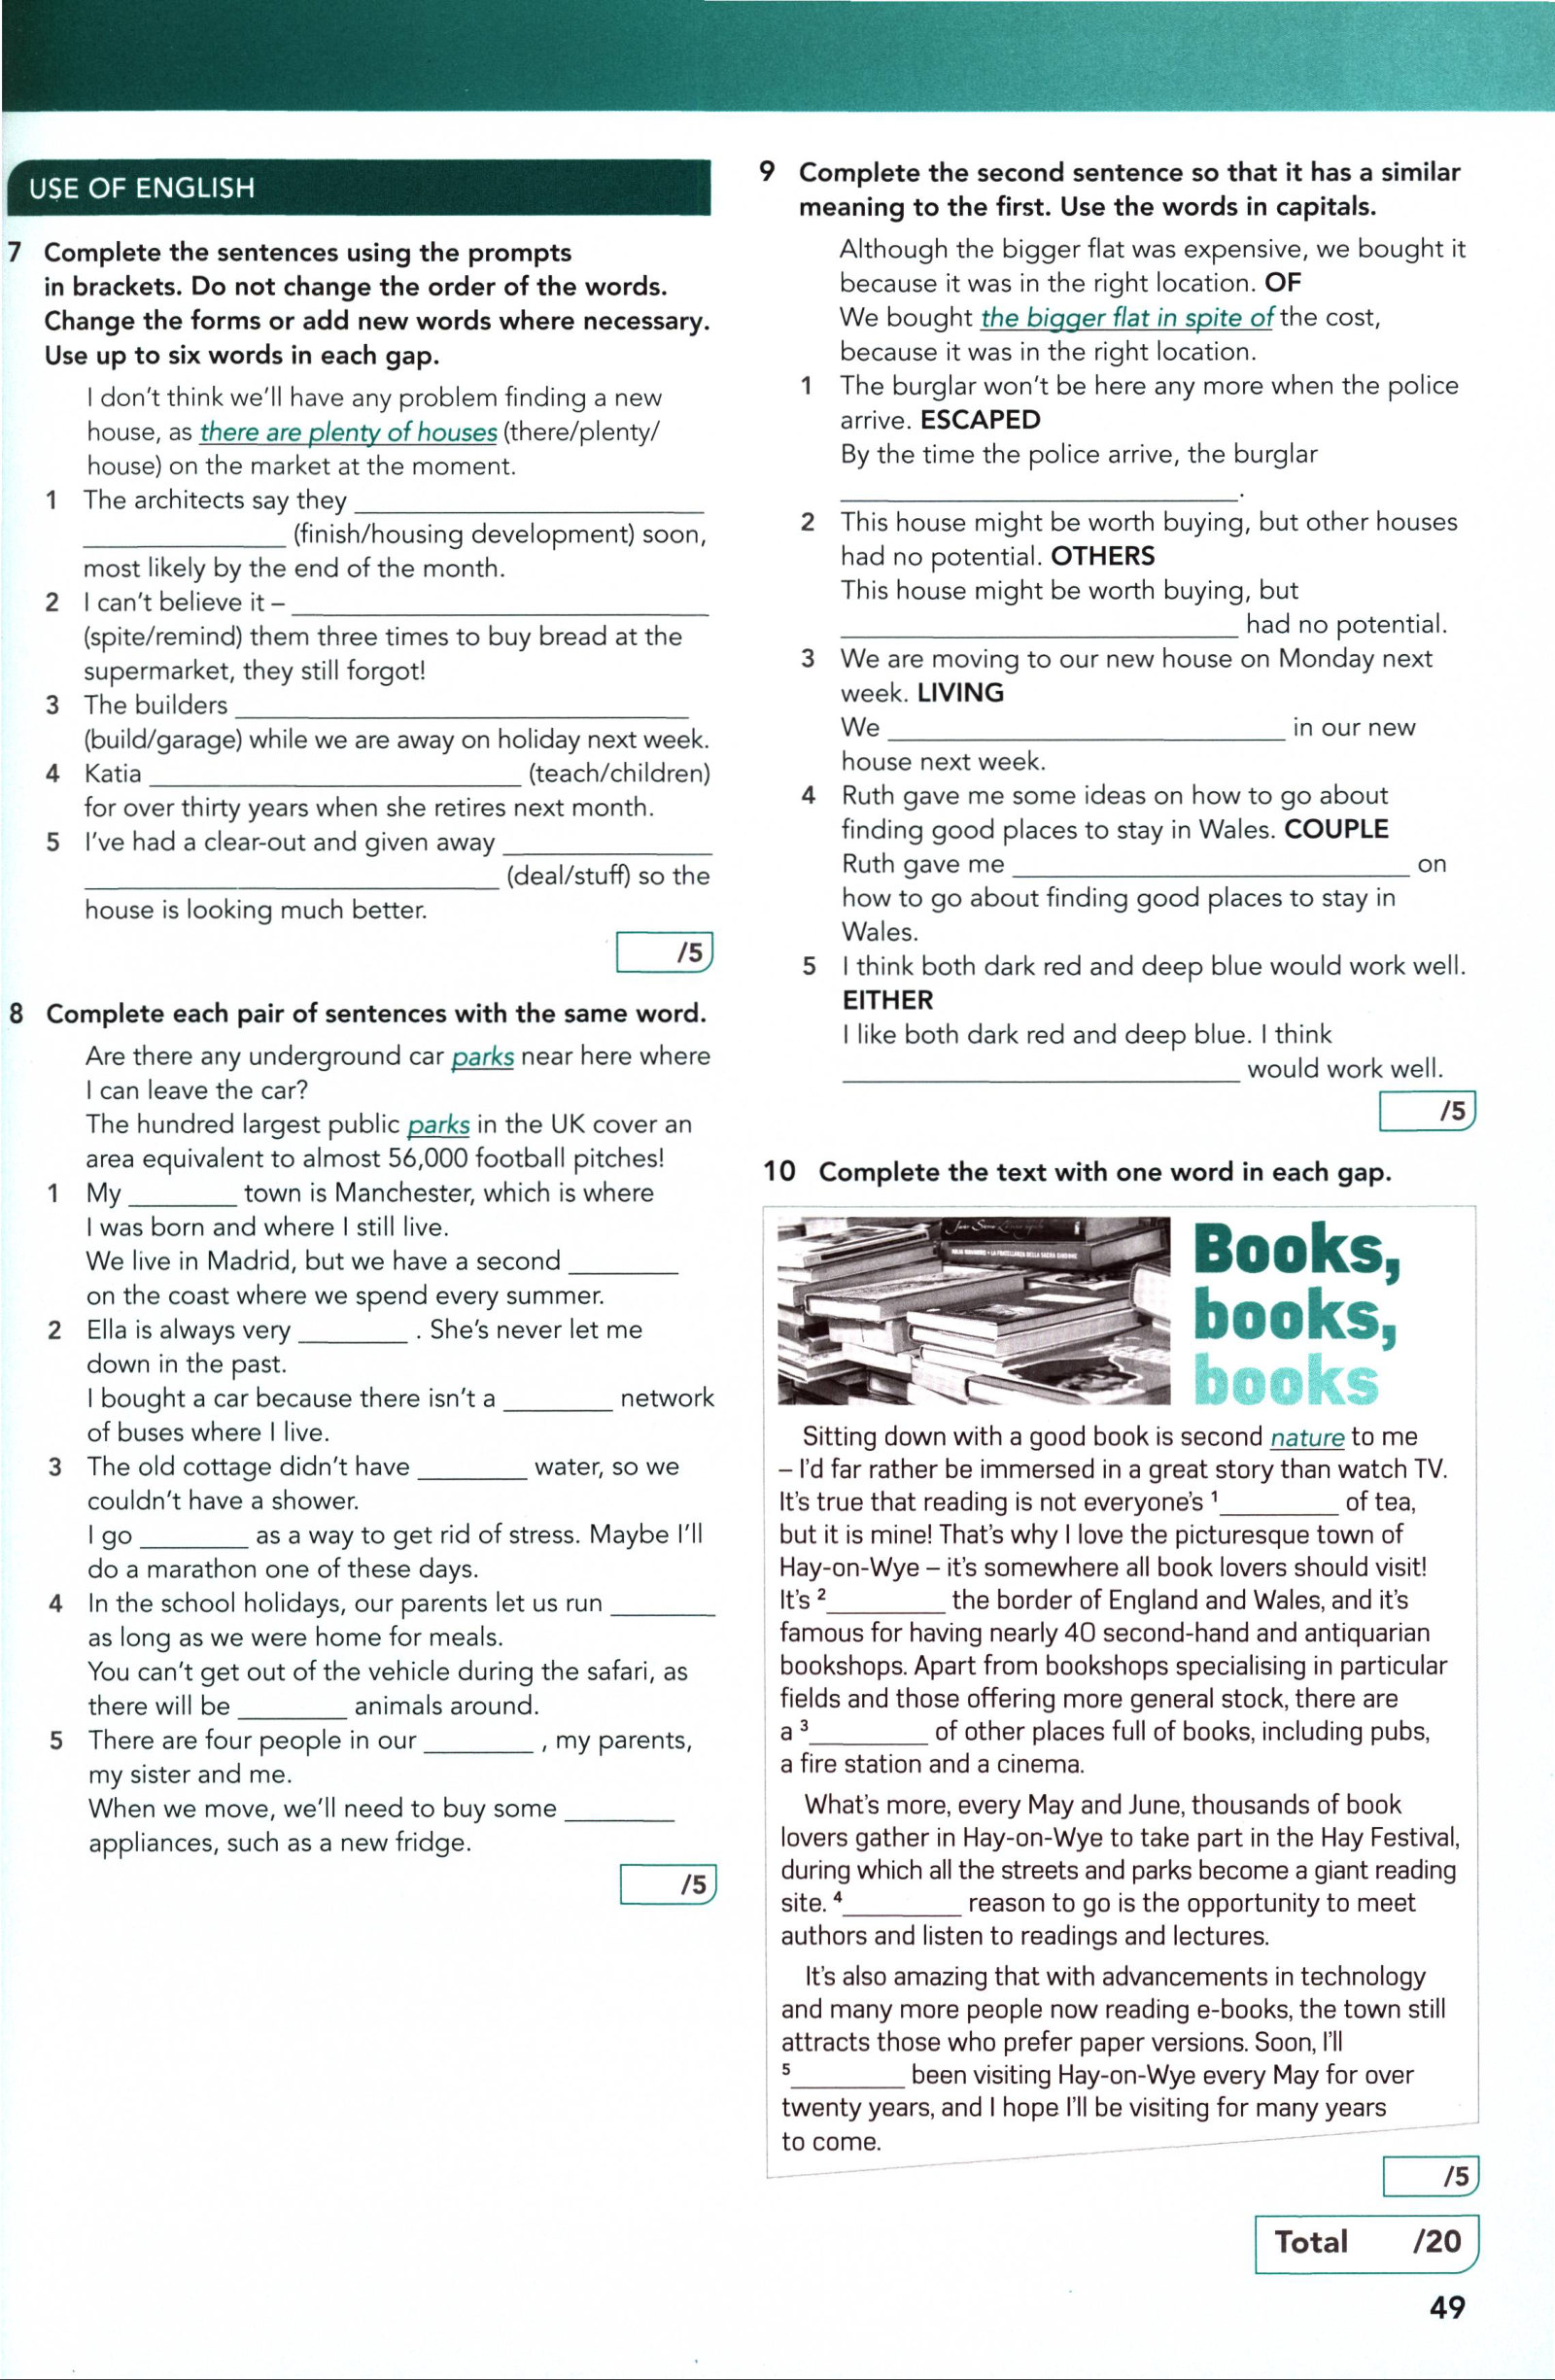 USE OF ENGLISH
7 Complete the sentences using the prompts
in brackets. Do not change the order of the words.
Change the forms or add new words where necessary.
Use up to six words in each gap.
I don't think we'll have any problem finding a new
house, as there are plenty of houses (there/plenty/
house) on the market at the moment.
1 The architects say they ____________
____________ (finish/housing development) soon,
most likely by the end of the month.
2 I can't believe it – ____________
(spite/remind) them three times to buy bread at the
supermarket, they still forgot!
3 The builders ____________
(build/garage) while we are away on holiday next week.
4 Katia ____________ (teach/children)
for over thirty years when she retires next month.
5 I've had a clear-out and given away ____________
____________ (deal/stuff) so the
house is looking much better.
/5
8 Complete each pair of sentences with the same word.
Are there any underground car parks near here where
I can leave the car?
The hundred largest public parks in the UK cover an
area equivalent to almost 56,000 football pitches!
1 My ________ town is Manchester, which is where
I was born and where I still live.
We live in Madrid, but we have a second ________
on the coast where we spend every summer.
2 Ella is always very ________ . She's never let me
down in the past.
I bought a car because there isn't a ________ network
of buses where I live.
3 The old cottage didn't have ________ water, so we
couldn't have a shower.
I go ________ as a way to get rid of stress. Maybe I'll
do a marathon one of these days.
4 In the school holidays, our parents let us run ________
as long as we were home for meals.
You can't get out of the vehicle during the safari, as
there will be ________ animals around.
5 There are four people in our ________ , my parents,
my sister and me.
When we move, we'll need to buy some ________
appliances, such as a new fridge.
/5
9 Complete the second sentence so that it has a similar
meaning to the first. Use the words in capitals.
Although the bigger flat was expensive, we bought it
because it was in the right location. OF
We bought the bigger flat in spite of the cost,
because it was in the right location.
1 The burglar won't be here any more when the police
arrive. ESCAPED
By the time the police arrive, the burglar
____________.
2 This house might be worth buying, but other houses
had no potential. OTHERS
This house might be worth buying, but
____________ had no potential.
3 We are moving to our new house on Monday next
week. LIVING
We ____________ in our new
house next week.
4 Ruth gave me some ideas on how to go about
finding good places to stay in Wales. COUPLE
Ruth gave me ____________ on
how to go about finding good places to stay in
Wales.
5 I think both dark red and deep blue would work well.
EITHER
I like both dark red and deep blue. I think
____________ would work well.
/5
10 Complete the text with one word in each gap.
Books,
books,
books
Sitting down with a good book is second nature to me
– I'd far rather be immersed in a great story than watch TV.
It's true that reading is not everyone's 1________ of tea,
but it is mine! That's why I love the picturesque town of
Hay-on-Wye – it's somewhere all book lovers should visit!
It's 2________ the border of England and Wales, and it's
famous for having nearly 40 second-hand and antiquarian
bookshops. Apart from bookshops specialising in particular
fields and those offering more general stock, there are
a 3________ of other places full of books, including pubs,
a fire station and a cinema.
What's more, every May and June, thousands of book
lovers gather in Hay-on-Wye to take part in the Hay Festival,
during which all the streets and parks become a giant reading
site. 4________ reason to go is the opportunity to meet
authors and listen to readings and lectures.
It's also amazing that with advancements in technology
and many more people now reading e-books, the town still
attracts those who prefer paper versions. Soon, I'll
5________ been visiting Hay-on-Wye every May for over
twenty years, and I hope I'll be visiting for many years
to come.
/5
Total /20
49